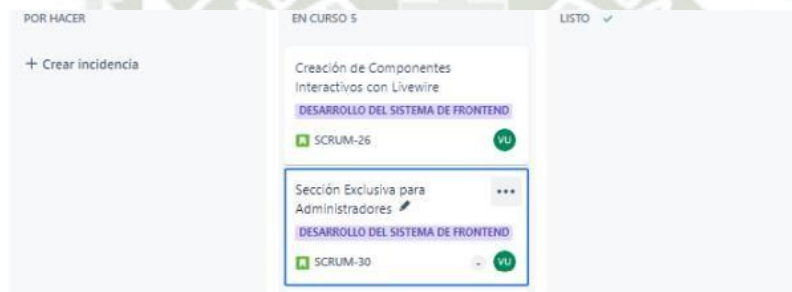 POR HACER
+ Crear incidencia
EN CURSO 5
Creación de Componentes
Interactivos con Livewire
DESARROLLO DEL SISTEMA DE FRONTEND
SCRUM-26
VU
Sección Exclusiva para
Administradores
DESARROLLO DEL SISTEMA DE FRONTEND
SCRUM-30
-
VU
LISTO